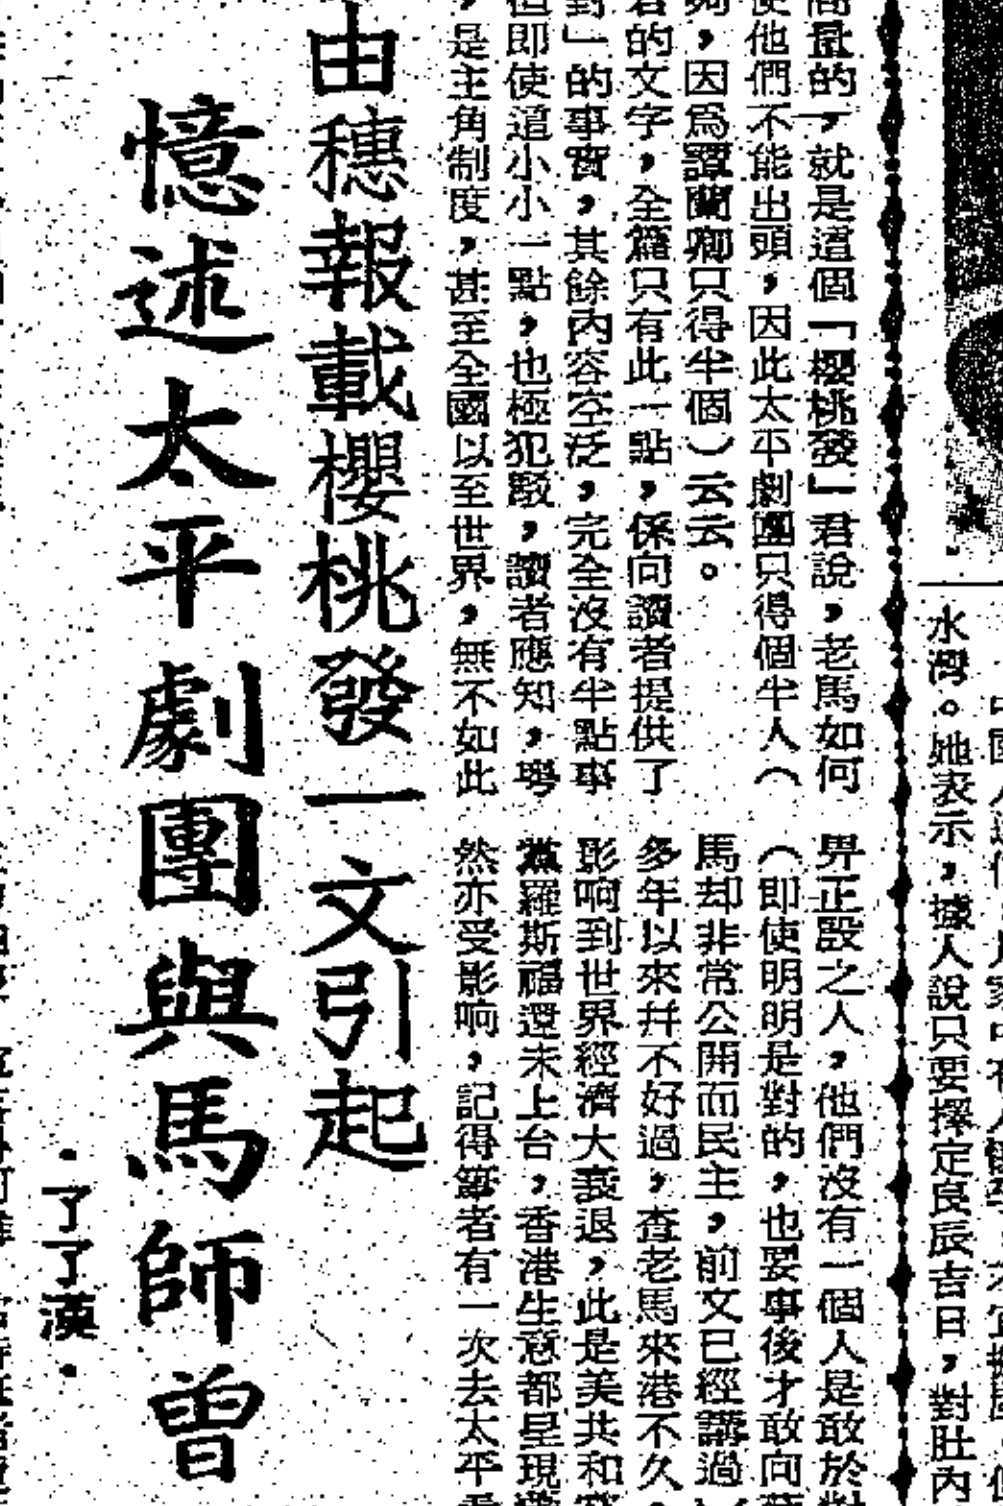 水灣。她表示，據人說只要擇定良辰吉日，對肚內
商量的，就是這個「櫻桃發」君說，老馬如何
使他們不能出頭，因此太平劇團只得個半人（
夠，因為譚蘭卿只得半個）云云。
君的文字，全篇只有此一點，係向讀者提供了
對」的事實，其餘內容空泛，完全沒有半點事
但即使這小小一點，也極犯駁，讀者應知，粵
，是主角制度，甚至全國以至世界，無不如此
畀正殴之人，他們沒有一個人是敢於
（即使明明是對的，也要事後才敢向
馬却非常公開而民主，前文已經講過
多年以來幷不好過，查老馬來港不久，
影响到世界經濟大衰退，此是美共和
黨羅斯福還未上台，香港生意都呈現
然亦受影响，記得筆者有一次去太平
由穗報載櫻桃發一文引起
憶述太平劇團與馬師曾
·了了漢·